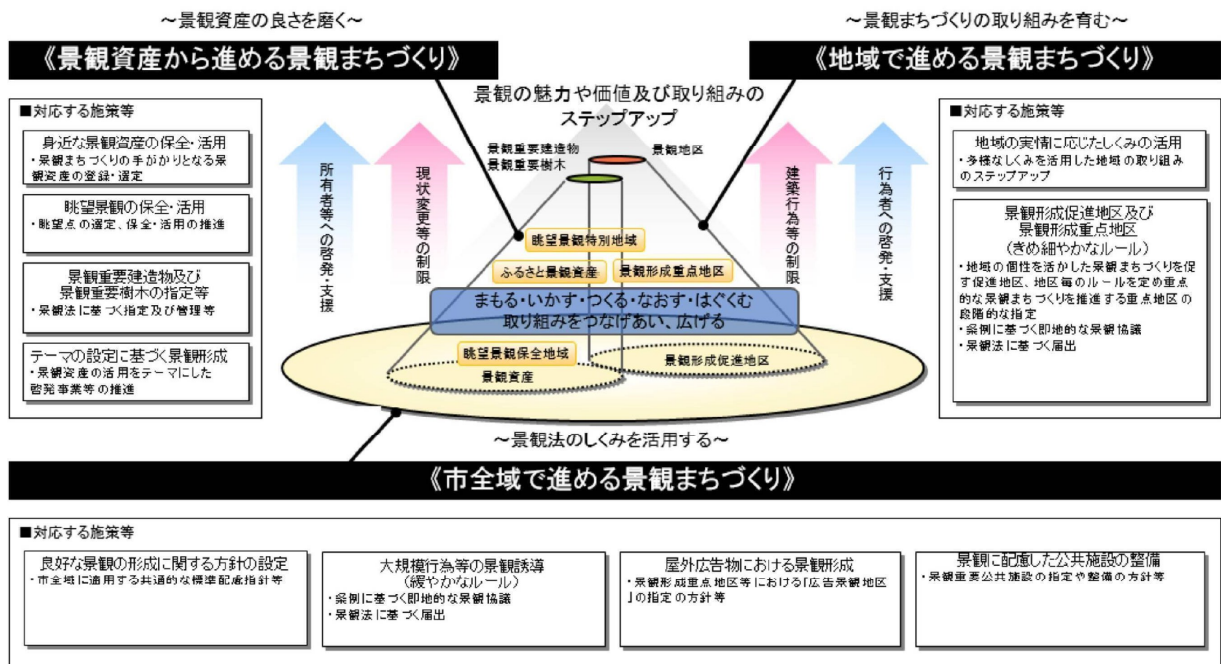 ～景観資産の良さを磨く～
《景観資産から進める景観まちづくり》
■対応する施策等
身近な景観資産の保全・活用
・景観まちづくりの手がかりとなる景
観資産の登録・選定
眺望景観の保全・活用
・眺望点の選定、保全・活用の推進
景観重要建造物及び
景観重要樹木の指定等
・景観法に基づく指定及び管理等
テーマの設定に基づく景観形成
・景観資産の活用をテーマにした
啓発事業等の推進
所有者等への啓発・支援
現状変更等の制限
景観の魅力や価値及び取り組みの
ステップアップ
景観重要建造物
景観重要樹木
景観地区
眺望景観特別地域
ふるさと景観資産
景観形成重点地区
まもる・いかす・つくる・なおす・はぐくむ
取り組みをつなげあい、広げる
眺望景観保全地域
景観資産
景観形成促進地区
建築行為等の制限
行為者への啓発・支援
～景観まちづくりの取り組みを育む～
《地域で進める景観まちづくり》
■対応する施策等
地域の実情に応じたしくみの活用
・多様なしくみを活用した地域の取り組み
のステップアップ
景観形成促進地区及び
景観形成重点地区
(きめ細やかなルール)
・地域の個性を活かした景観まちづくりを促
す促進地区、地区毎のルールを定め重点
的な景観まちづくりを推進する重点地区の
段階的な指定
・条例に基づく即地的な景観協議
・景観法に基づく届出
～景観法のしくみを活用する～
《市全域で進める景観まちづくり》
■対応する施策等
良好な景観の形成に関する方針の設定
・市全域に適用する共通的な標準配慮指針等
大規模行為等の景観誘導
(緩やかなルール)
・条例に基づく即地的な景観協議
・景観法に基づく届出
屋外広告物における景観形成
・景観形成重点地区等における「広告景観地区
」の指定の方針等
景観に配慮した公共施設の整備
・景観重要公共施設の指定や整備の方針等